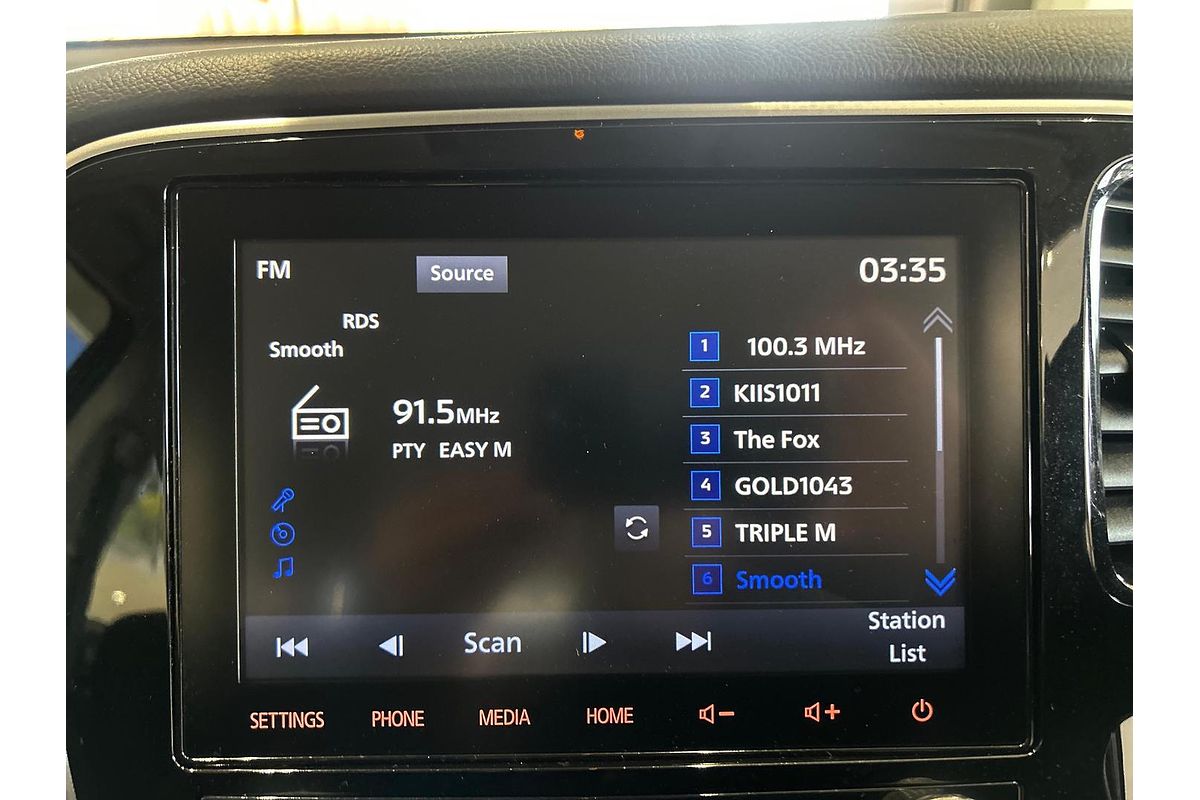 FM
Source
03:35
RDS
Smooth
91.5MHz
PTY EASY M
1 100.3 MHz
2 KIIS1011
3 The Fox
4 GOLD1043
5 TRIPLE M
6 Smooth
Scan
Station
List
SETTINGS PHONE MEDIA HOME